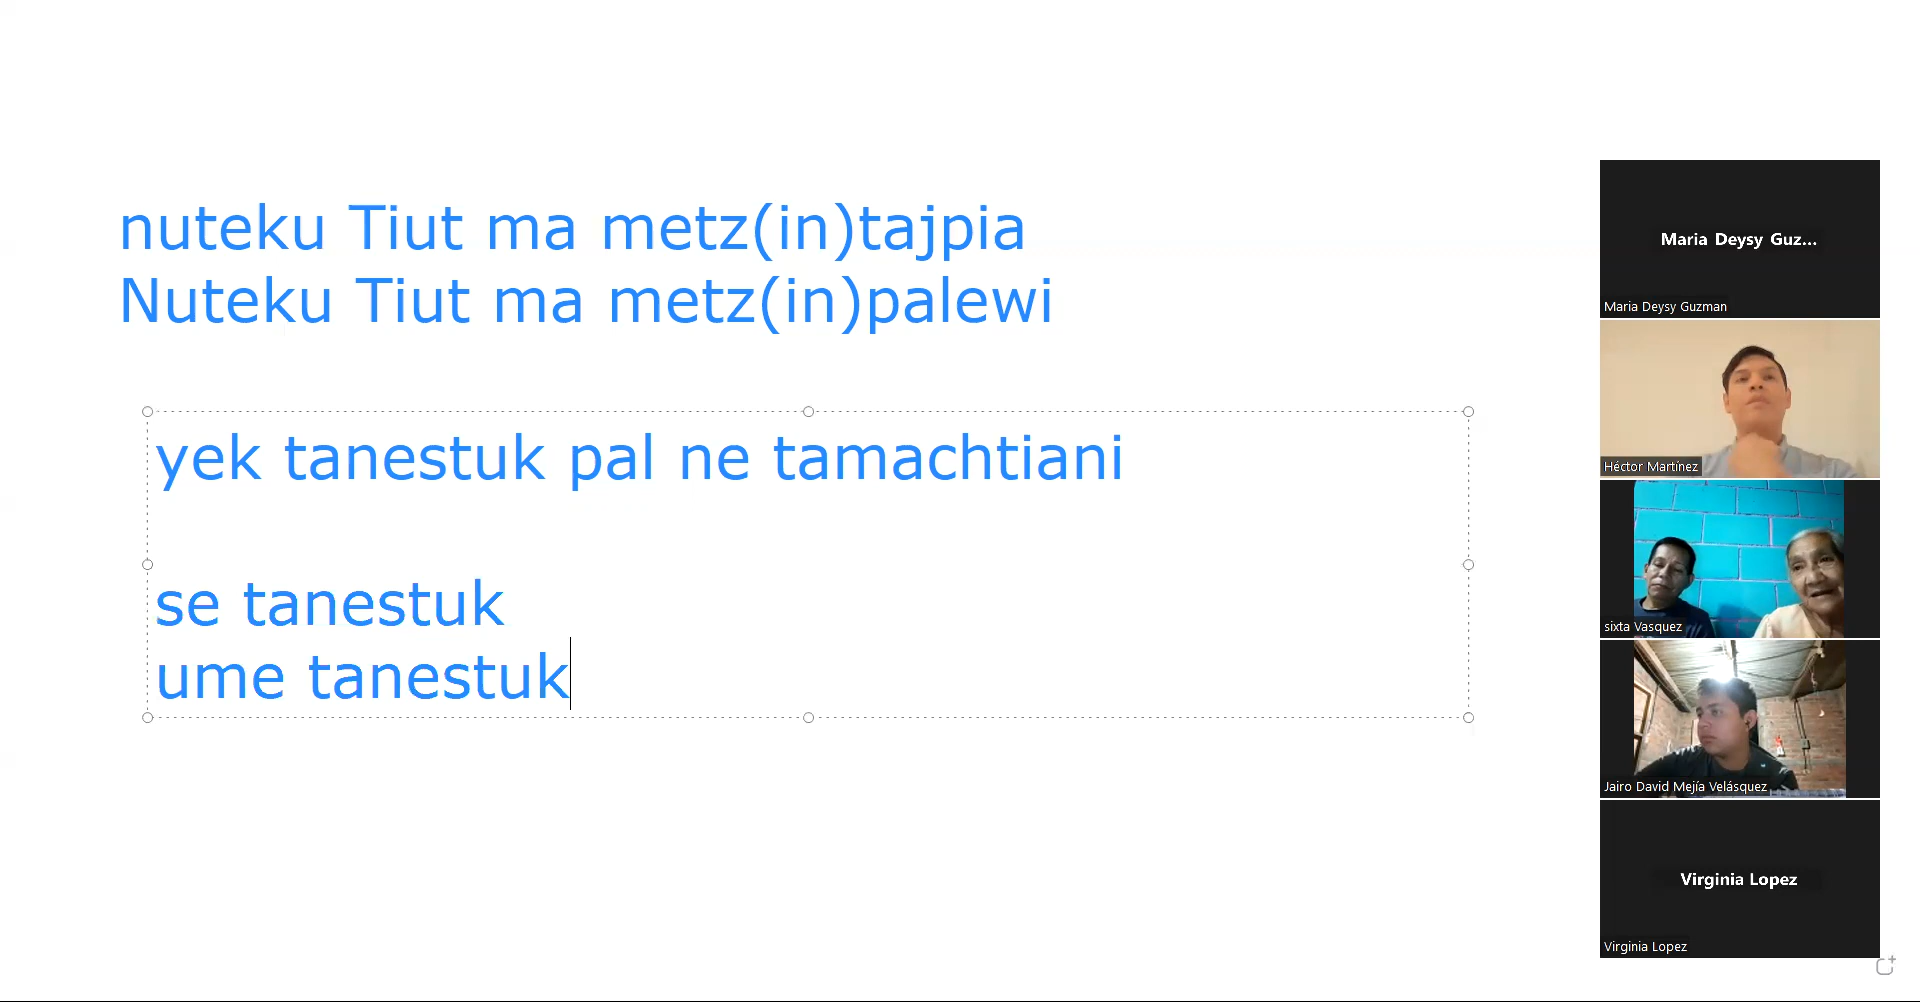 nuteku Tiut ma metz(in)tajpia
Nuteku Tiut ma metz(in)palewi
yek tanestuk pal ne tamachtiani
se tanestuk
ume tanestuk
Maria Deysy Guz...
Maria Deysy Guzman
Héctor Martínez
sixta Vasquez
Jairo David Mejía Velásquez
Virginia Lopez
Virginia Lopez